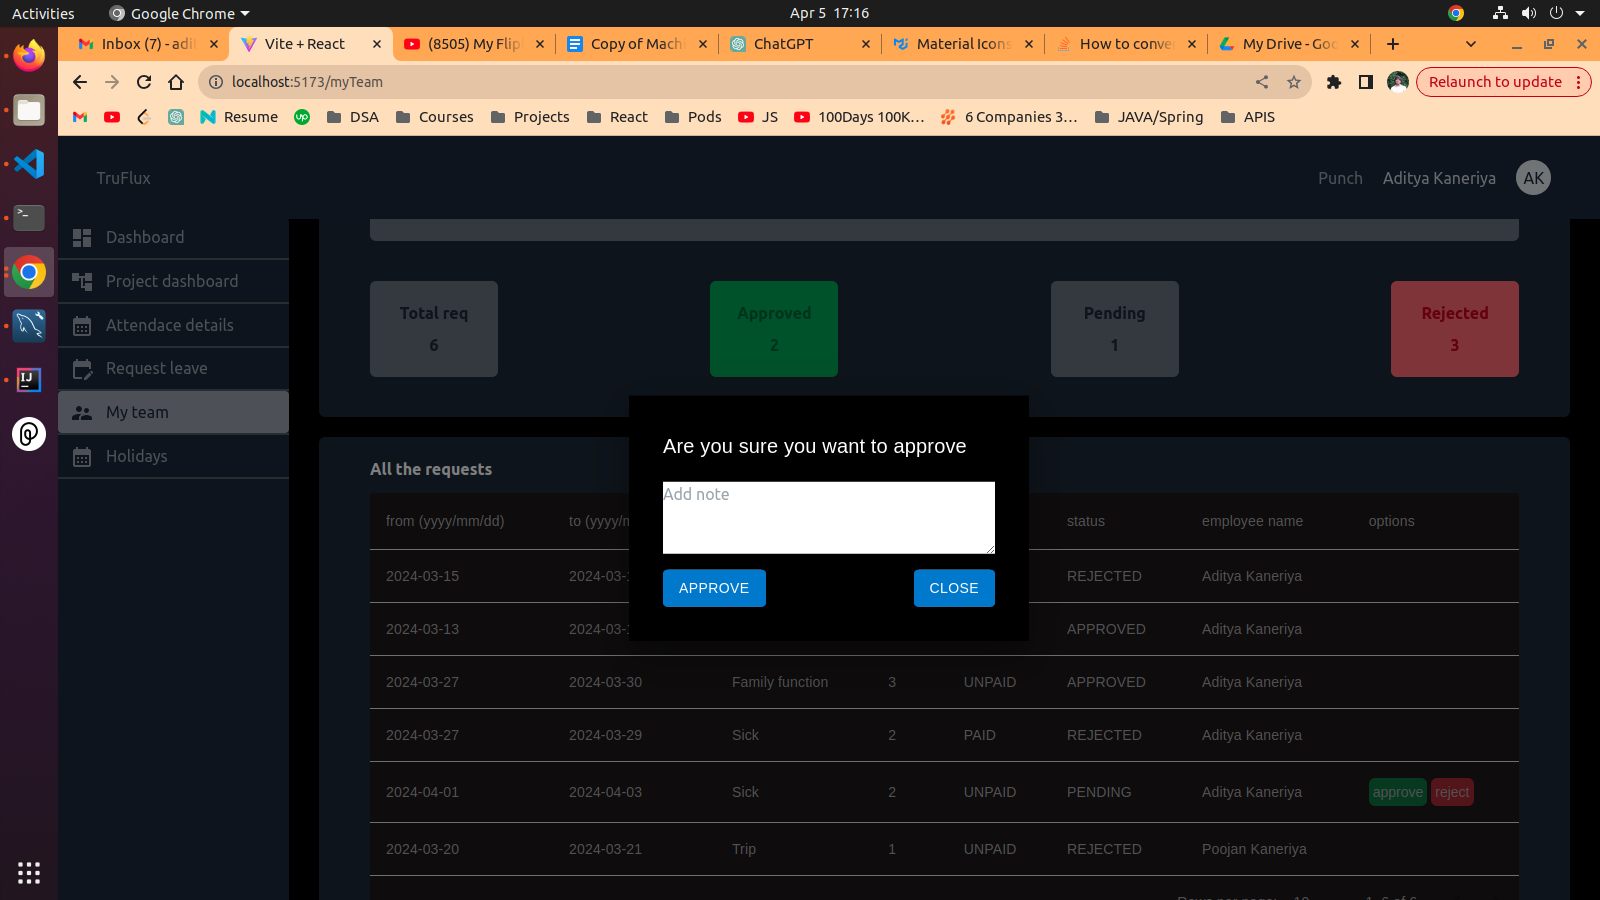 Activities
Google Chrome
Apr 5 17:16
Inbox (7) - adi
Vite + React
(8505) My Flip
Copy of Mach
ChatGPT
Material Icons
How to conve
My Drive - Goo
localhost:5173/myTeam
Relaunch to update
Resume
up
DSA
Courses
Projects
React
Pods
JS
100Days 100K...
6 Companies 3...
JAVA/Spring
APIS
TruFlux
Punch
Aditya Kaneriya
AK
Dashboard
Project dashboard
Attendace details
Request leave
My team
Holidays
Total req
6
Approved
2
Pending
1
Rejected
3
Are you sure you want to approve
Add note
APPROVE
CLOSE
All the requests
from (yyyy/mm/dd) to (yyyy/m status employee name options
2024-03-15 2024-03- REJECTED Aditya Kaneriya
2024-03-13 2024-03- APPROVED Aditya Kaneriya
2024-03-27 2024-03-30 Family function 3 UNPAID APPROVED Aditya Kaneriya
2024-03-27 2024-03-29 Sick 2 PAID REJECTED Aditya Kaneriya
2024-04-01 2024-04-03 Sick 2 UNPAID PENDING Aditya Kaneriya approve reject
2024-03-20 2024-03-21 Trip 1 UNPAID REJECTED Poojan Kaneriya